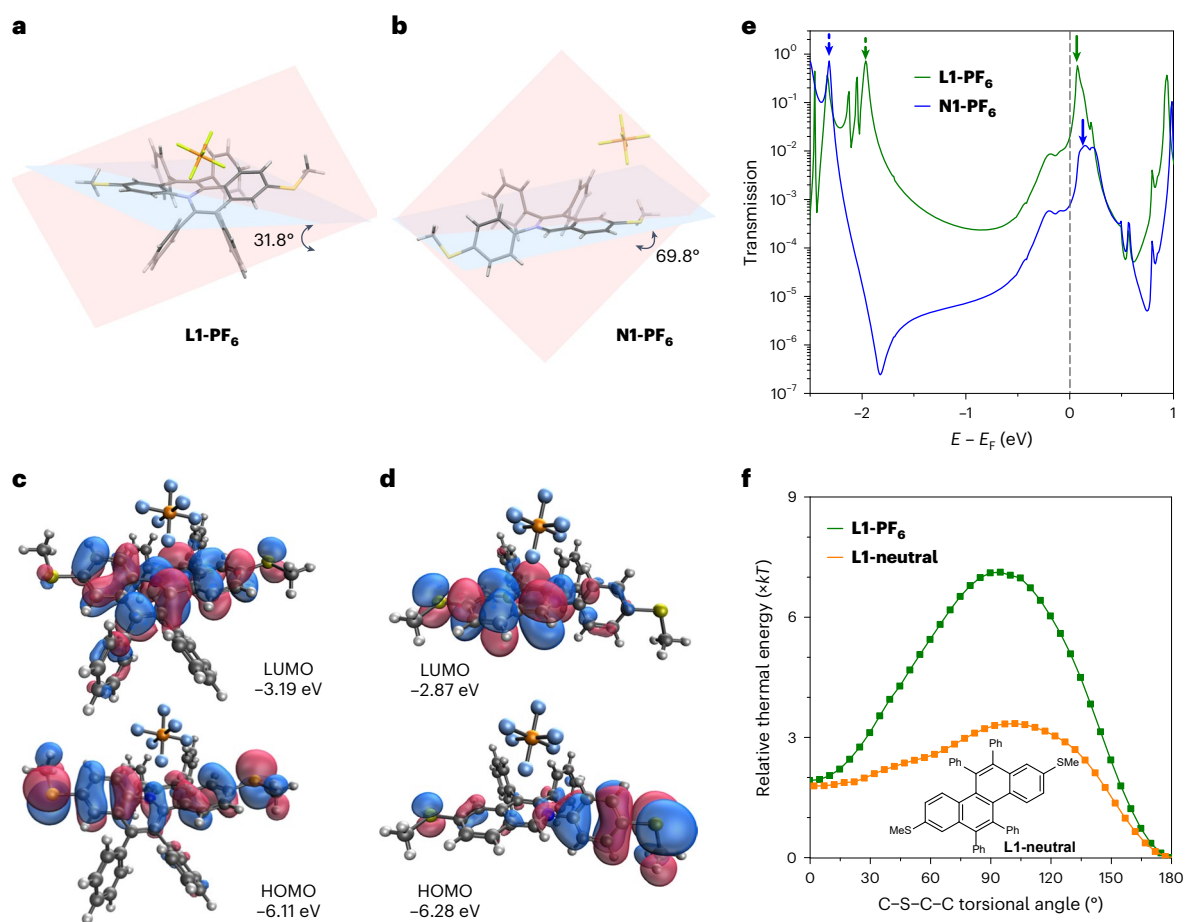 a
31.8°
L1-PF6
b
69.8°
N1-PF6
c
LUMO
−3.19 eV
HOMO
−6.11 eV
d
LUMO
−2.87 eV
HOMO
−6.28 eV
e
Transmission
10^0
10^−1
10^−2
10^−3
10^−4
10^−5
10^−6
10^−7
L1-PF6
N1-PF6
−2
−1
0
1
E − EF (eV)
f
Relative thermal energy (×kT)
9
6
3
0
L1-PF6
L1-neutral
Ph
Ph
SMe
MeS
Ph
Ph
L1-neutral
0
30
60
90
120
150
180
C–S–C–C torsional angle (°)